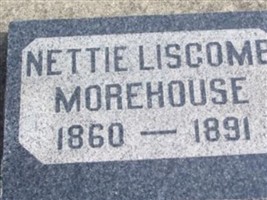 NETTIE LISCOMB
MOREHOUSE
1860 — 1891